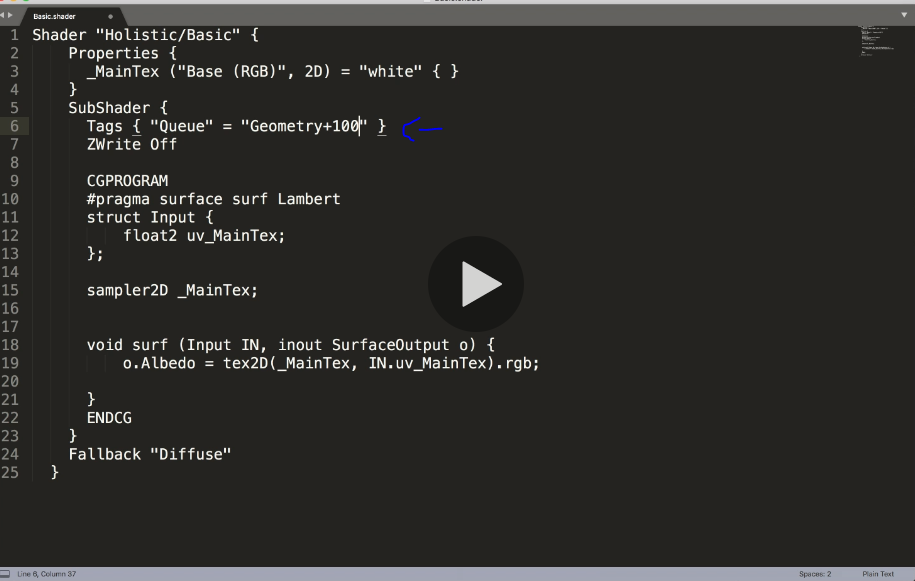 Basic.shader
1 Shader "Holistic/Basic" {
2 Properties {
3 _MainTex ("Base (RGB)", 2D) = "white" { }
4 }
5 SubShader {
6 Tags { "Queue" = "Geometry+100" }
7 ZWrite Off
8
9 CGPROGRAM
10 #pragma surface surf Lambert
11 struct Input {
12 float2 uv_MainTex;
13 };
14
15 sampler2D _MainTex;
16
17
18 void surf (Input IN, inout SurfaceOutput o) {
19 o.Albedo = tex2D(_MainTex, IN.uv_MainTex).rgb;
20
21 }
22 ENDCG
23 }
24 Fallback "Diffuse"
25 }
Line 6, Column 37 Spaces: 2 Plain Text